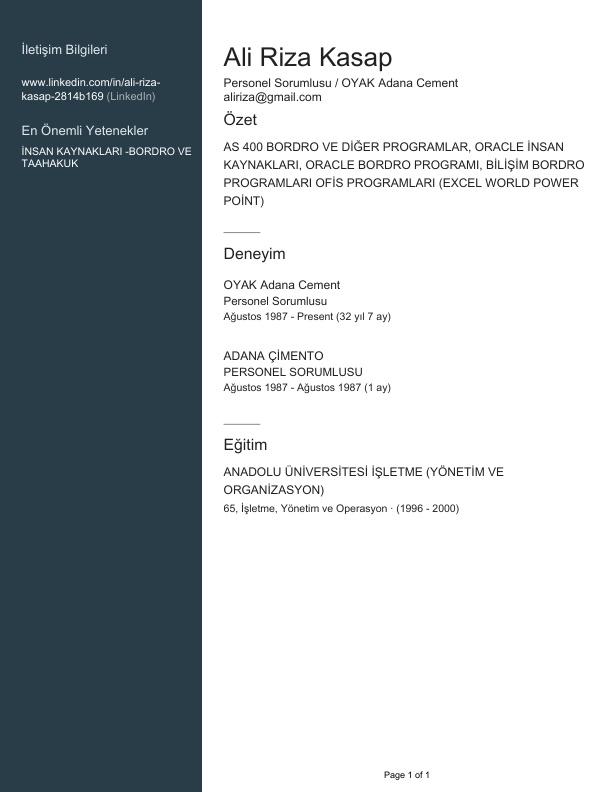 İletişim Bilgileri
www.linkedin.com/in/ali-riza-
kasap-2814b169 (LinkedIn)
En Önemli Yetenekler
İNSAN KAYNAKLARI -BORDRO VE
TAAHAKUK
Ali Riza Kasap
Personel Sorumlusu / OYAK Adana Cement
aliriza@gmail.com
Özet
AS 400 BORDRO VE DİĞER PROGRAMLAR, ORACLE İNSAN
KAYNAKLARI, ORACLE BORDRO PROGRAMI, BİLİŞİM BORDRO
PROGRAMLARI OFİS PROGRAMLARI (EXCEL WORLD POWER
POİNT)
Deneyim
OYAK Adana Cement
Personel Sorumlusu
Ağustos 1987 - Present (32 yıl 7 ay)
ADANA ÇİMENTO
PERSONEL SORUMLUSU
Ağustos 1987 - Ağustos 1987 (1 ay)
Eğitim
ANADOLU ÜNİVERSİTESİ İŞLETME (YÖNETİM VE
ORGANİZASYON)
65, İşletme, Yönetim ve Operasyon · (1996 - 2000)
Page 1 of 1